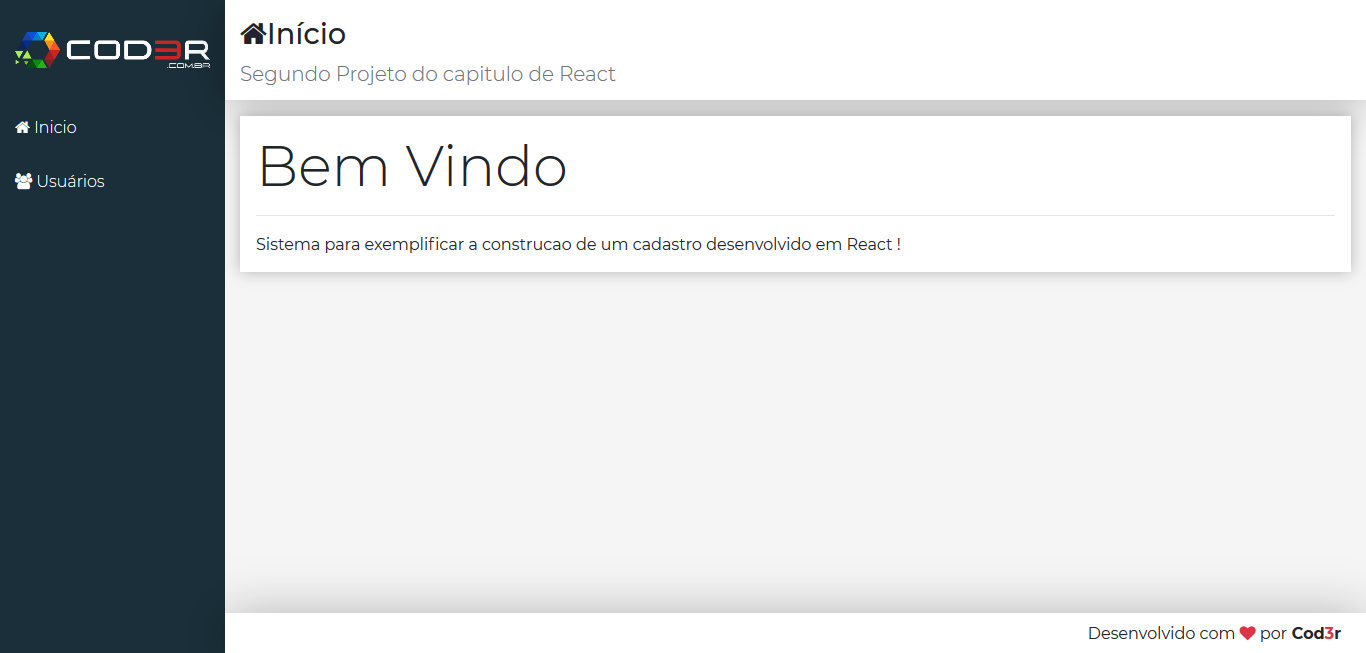 COD3R
.COM.BR
Inicio
Usuários
Início
Segundo Projeto do capitulo de React
Bem Vindo
Sistema para exemplificar a construcao de um cadastro desenvolvido em React !
Desenvolvido com por Cod3r